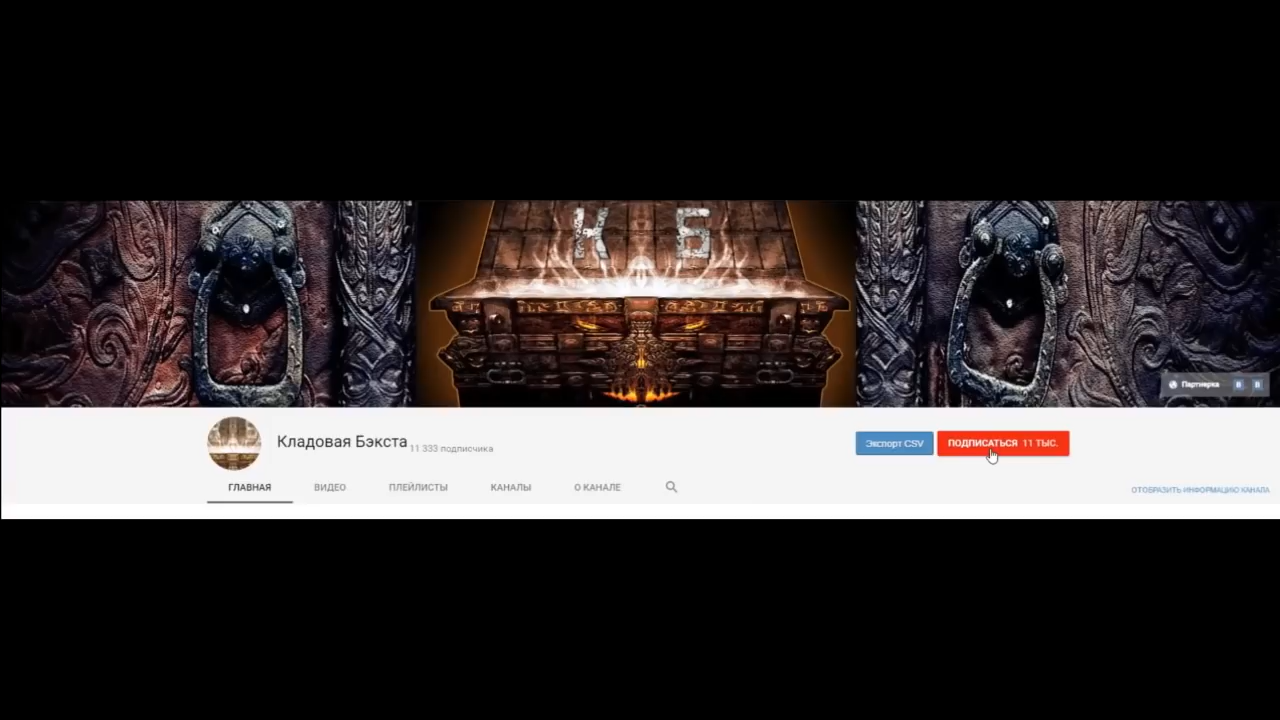 К Б
Партнерка
Кладовая Бэкста 11 333 подписчика
Экспорт CSV
ПОДПИСАТЬСЯ 11 ТЫС.
ГЛАВНАЯ ВИДЕО ПЛЕЙЛИСТЫ КАНАЛЫ О КАНАЛЕ
ОТОБРАЗИТЬ ИНФОРМАЦИЮ КАНАЛА